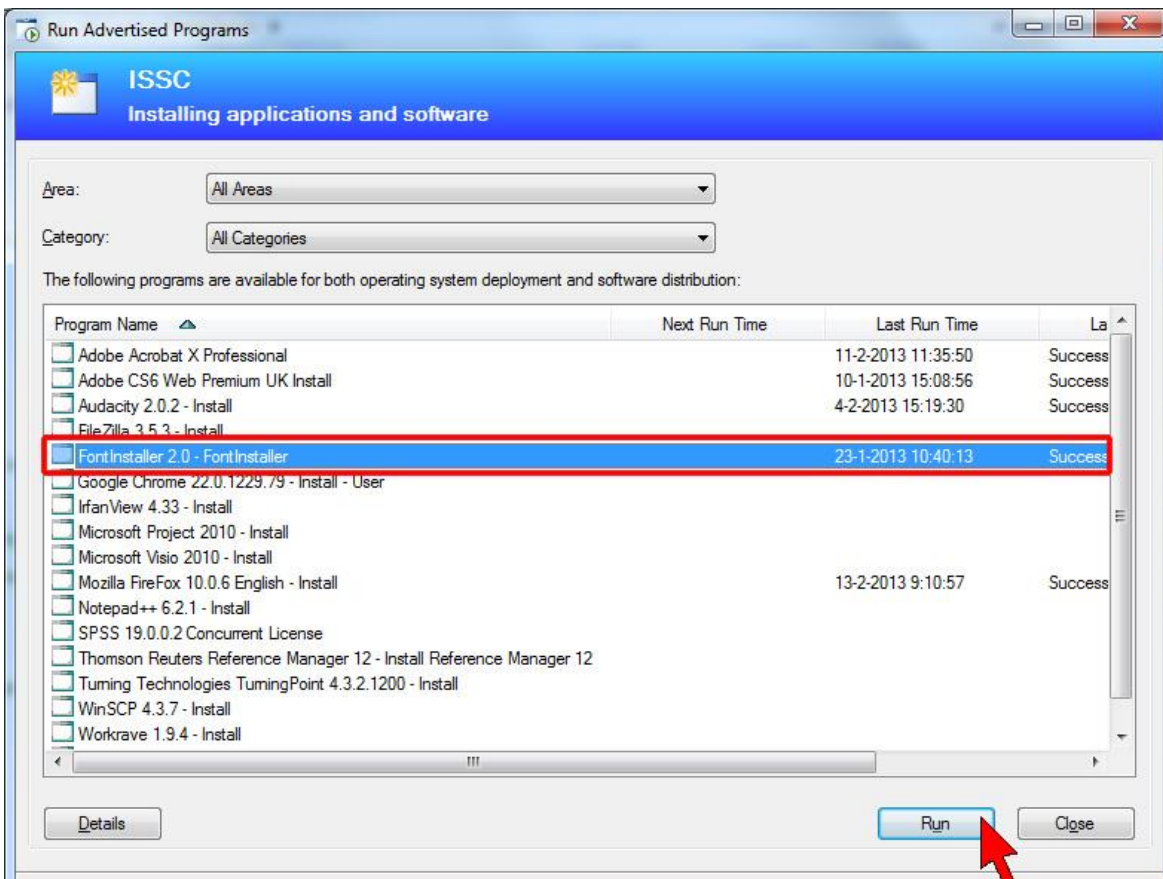 Run Advertised Programs
ISSC
Installing applications and software
Area: All Areas
Category: All Categories
The following programs are available for both operating system deployment and software distribution:
Program Name Next Run Time Last Run Time La
Adobe Acrobat X Professional 11-2-2013 11:35:50 Success
Adobe CS6 Web Premium UK Install 10-1-2013 15:08:56 Success
Audacity 2.0.2 - Install 4-2-2013 15:19:30 Success
FileZilla 3.5.3 - Install
FontInstaller 2.0 - FontInstaller 23-1-2013 10:40:13 Success
Google Chrome 22.0.1229.79 - Install - User
IrfanView 4.33 - Install
Microsoft Project 2010 - Install
Microsoft Visio 2010 - Install
Mozilla FireFox 10.0.6 English - Install 13-2-2013 9:10:57 Success
Notepad++ 6.2.1 - Install
SPSS 19.0.0.2 Concurrent License
Thomson Reuters Reference Manager 12 - Install Reference Manager 12
Turning Technologies TurningPoint 4.3.2.1200 - Install
WinSCP 4.3.7 - Install
Workrave 1.9.4 - Install
Details Run Close